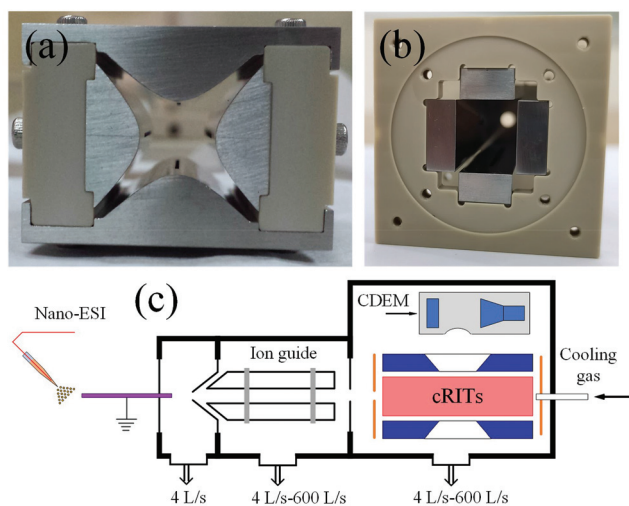 (a)
(b)
(c)
Nano-ESI
Ion guide
CDEM
Cooling
gas
cRITs
4 L/s
4 L/s-600 L/s
4 L/s-600 L/s